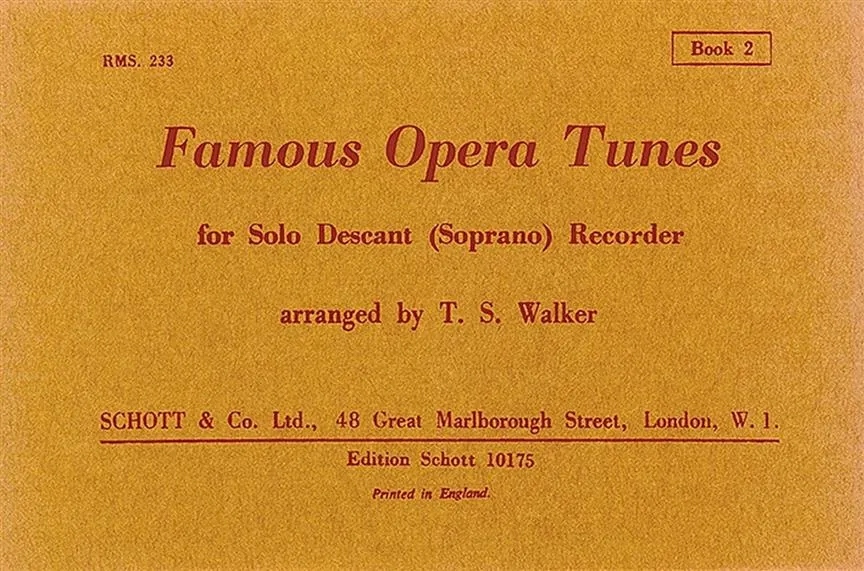 RMS. 233
Book 2
Famous Opera Tunes
for Solo Descant (Soprano) Recorder
arranged by T. S. Walker
SCHOTT & Co. Ltd., 48 Great Marlborough Street, London, W. 1.
Edition Schott 10175
Printed in England.